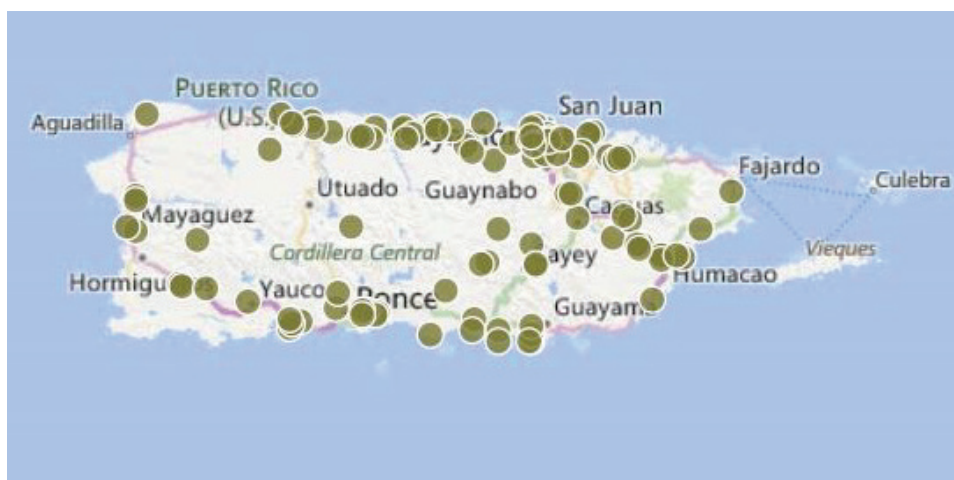 PUERTO RICO
(U.S.)
San Juan
Aguadilla
Fajardo
Culebra
Utuado
Guaynabo
Mayaguez
Cordillera Central
Vieques
Humacao
Yauco
Ponce
Guayama